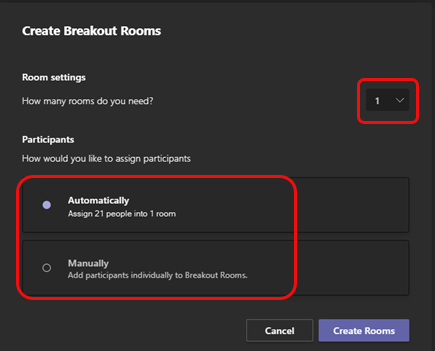 Create Breakout Rooms
Room settings
How many rooms do you need?
1
Participants
How would you like to assign participants
Automatically
Assign 21 people into 1 room
Manually
Add participants individually to Breakout Rooms.
Cancel
Create Rooms